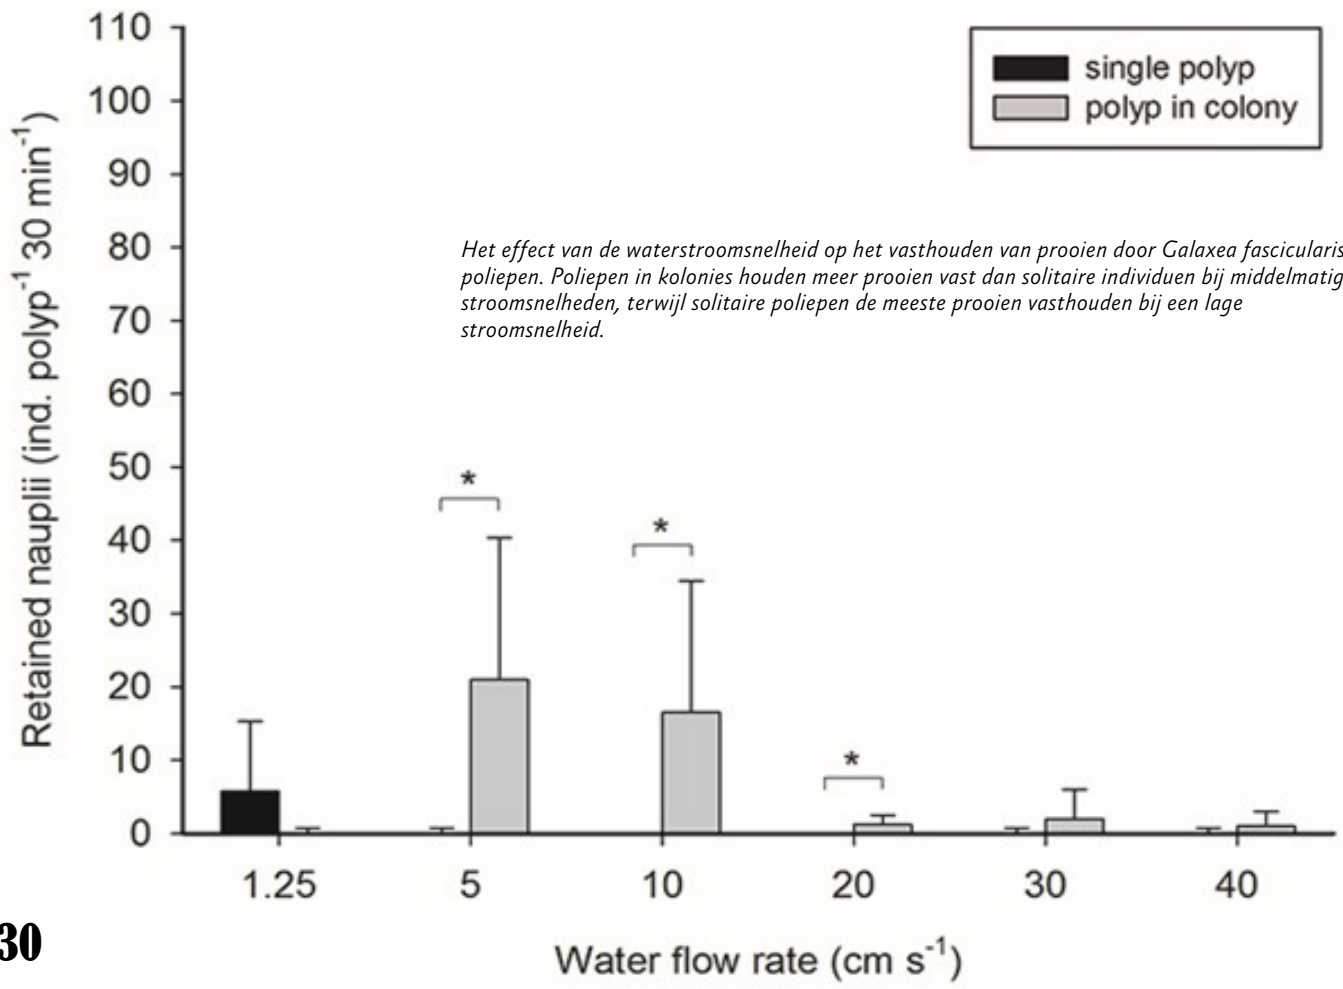 110
100
90
80
70
60
50
40
30
20
10
0
Retained nauplii (ind. polyp⁻¹ 30 min⁻¹)
single polyp
polyp in colony
Het effect van de waterstroomsnelheid op het vasthouden van prooien door Galaxea fascicularis
poliepen. Poliepen in kolonies houden meer prooien vast dan solitaire individuen bij middelmatig
stroomsnelheden, terwijl solitaire poliepen de meeste prooien vasthouden bij een lage
stroomsnelheid.
*
*
*
1.25 5 10 20 30 40
Water flow rate (cm s⁻¹)
30